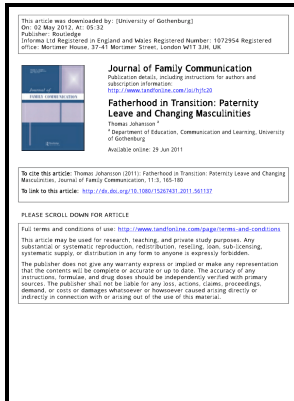 This article was downloaded by: [University of Gothenburg]
On: 02 May 2012, At: 05:32
Publisher: Routledge
Informa Ltd Registered in England and Wales Registered Number: 1072954 Registered
office: Mortimer House, 37-41 Mortimer Street, London W1T 3JH, UK
Journal of Family Communication
Publication details, including instructions for authors and
subscription information:
http://www.tandfonline.com/loi/hjfc20
Fatherhood in Transition: Paternity
Leave and Changing Masculinities
Thomas Johansson a
a Department of Education, Communication and Learning, University
of Gothenburg
Available online: 29 Jun 2011
To cite this article: Thomas Johansson (2011): Fatherhood in Transition: Paternity Leave and Changing
Masculinities, Journal of Family Communication, 11:3, 165-180
To link to this article: http://dx.doi.org/10.1080/15267431.2011.561137
PLEASE SCROLL DOWN FOR ARTICLE
Full terms and conditions of use: http://www.tandfonline.com/page/terms-and-conditions
This article may be used for research, teaching, and private study purposes. Any
substantial or systematic reproduction, redistribution, reselling, loan, sub-licensing,
systematic supply, or distribution in any form to anyone is expressly forbidden.
The publisher does not give any warranty express or implied or make any representation
that the contents will be complete or accurate or up to date. The accuracy of any
instructions, formulae, and drug doses should be independently verified with primary
sources. The publisher shall not be liable for any loss, actions, claims, proceedings,
demand, or costs or damages whatsoever or howsoever caused arising directly or
indirectly in connection with or arising out of the use of this material.